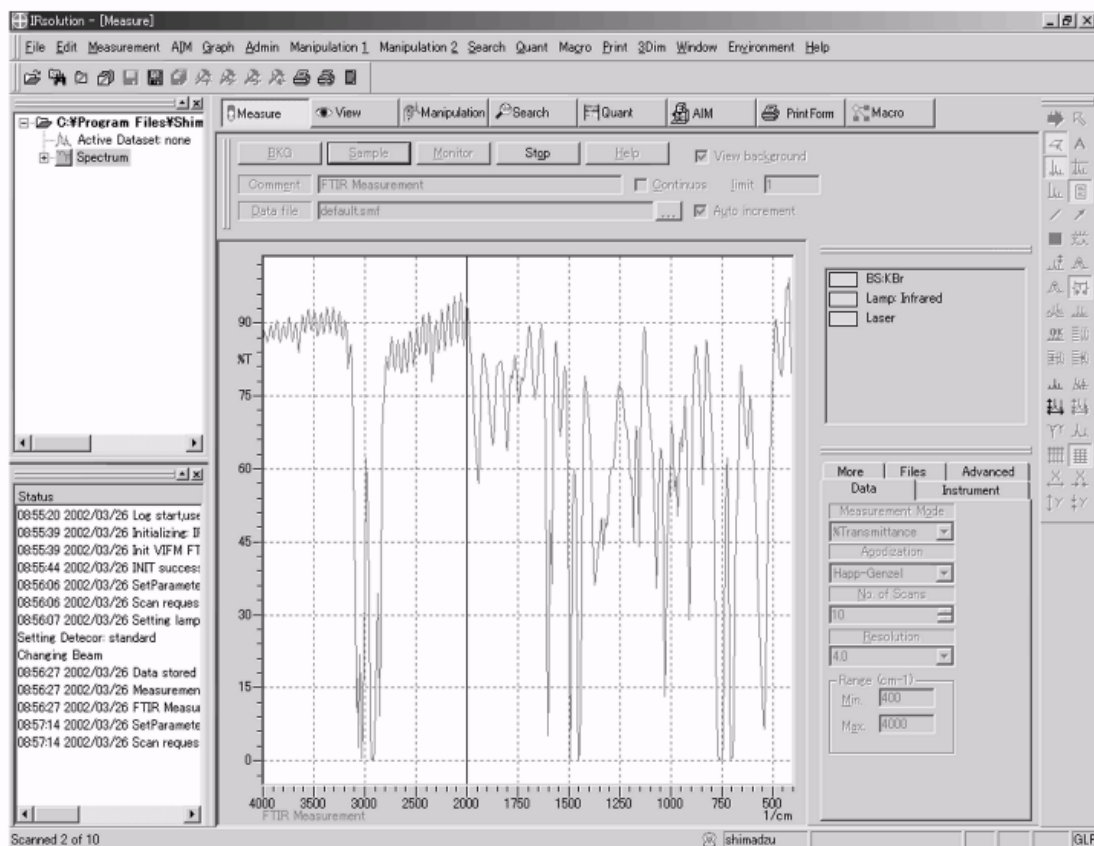 IRsolution - [Measure]
File Edit Measurement AIM Graph Admin Manipulation 1 Manipulation 2 Search Quant Macro Print 3Dim Window Environment Help
C:¥Program Files¥Shim
Active Dataset: none
Spectrum
Measure View Manipulation Search Quant AIM Print Form Macro
BKG Sample Monitor Stop Help View background
Comment FTIR Measurement Continuos limit 1
Data file default.smf ... Auto increment
90
%T
75
60
45
30
15
0
4000 3500 3000 2500 2000 1750 1500 1250 1000 750 500
FTIR Measurement 1/cm
BS:KBr
Lamp: Infrared
Laser
More Files Advanced
Data Instrument
Measurement Mode
%Transmittance
Apodization
Happ-Genzel
No. of Scans
10
Resolution
4.0
Range (cm-1)
Min. 400
Max. 4000
Status
08:55:20 2002/03/26 Log start,use
08:55:39 2002/03/26 Initializing: IF
08:55:39 2002/03/26 Init VIFM FT
08:55:44 2002/03/26 INIT success
08:56:06 2002/03/26 SetParamete
08:56:06 2002/03/26 Scan reques
08:56:07 2002/03/26 Setting lamp
Setting Detecor: standard
Changing Beam
08:56:27 2002/03/26 Data stored
08:56:27 2002/03/26 Measuremen
08:56:27 2002/03/26 FTIR Measu
08:57:14 2002/03/26 SetParamete
08:57:14 2002/03/26 Scan reques
Scanned 2 of 10 shimadzu GLP